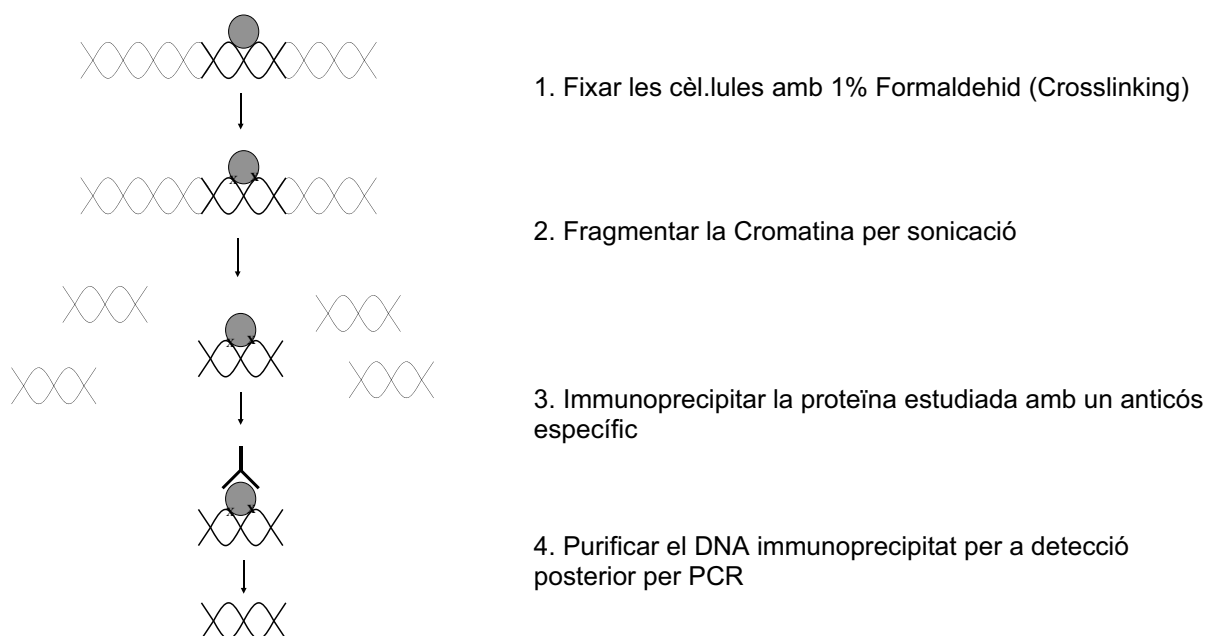 1. Fixar les cèl.lules amb 1% Formaldehid (Crosslinking)
2. Fragmentar la Cromatina per sonicació
3. Immunoprecipitar la proteïna estudiada amb un anticós
específic
4. Purificar el DNA immunoprecipitat per a detecció
posterior per PCR